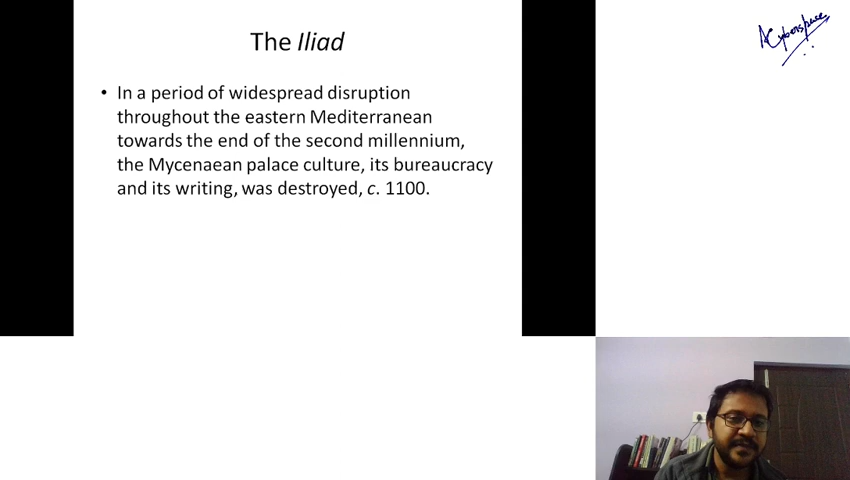 The Iliad
• In a period of widespread disruption
throughout the eastern Mediterranean
towards the end of the second millennium,
the Mycenaean palace culture, its bureaucracy
and its writing, was destroyed, c. 1100.
ACyberspace